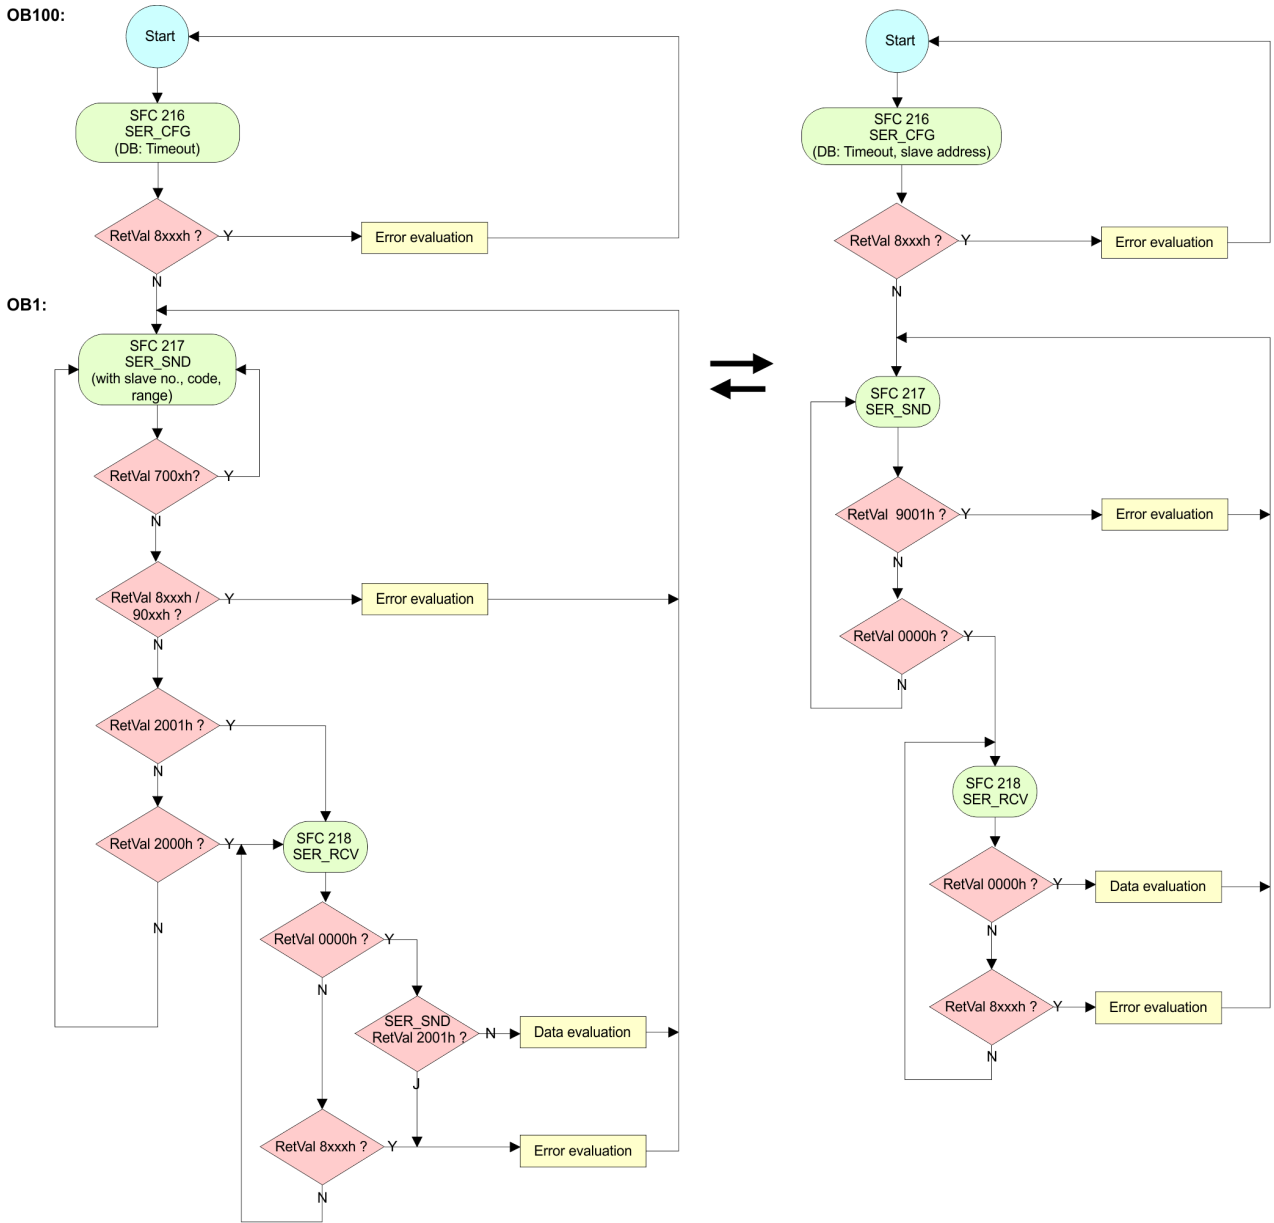 OB100:
Start
SFC 216
SER_CFG
(DB: Timeout)
RetVal 8xxxh ?
Y
Error evaluation
N
OB1:
SFC 217
SER_SND
(with slave no., code,
range)
RetVal 700xh?
Y
N
RetVal 8xxxh /
90xxh ?
Y
Error evaluation
N
RetVal 2001h ?
Y
N
RetVal 2000h ?
Y
N
SFC 218
SER_RCV
RetVal 0000h ?
Y
N
SER_SND
RetVal 2001h ?
N
Data evaluation
J
RetVal 8xxxh ?
Y
Error evaluation
N
Start
SFC 216
SER_CFG
(DB: Timeout, slave address)
RetVal 8xxxh ?
Y
Error evaluation
N
SFC 217
SER_SND
RetVal 9001h ?
Y
Error evaluation
N
RetVal 0000h ?
Y
N
SFC 218
SER_RCV
RetVal 0000h ?
Y
Data evaluation
N
RetVal 8xxxh ?
Y
Error evaluation
N